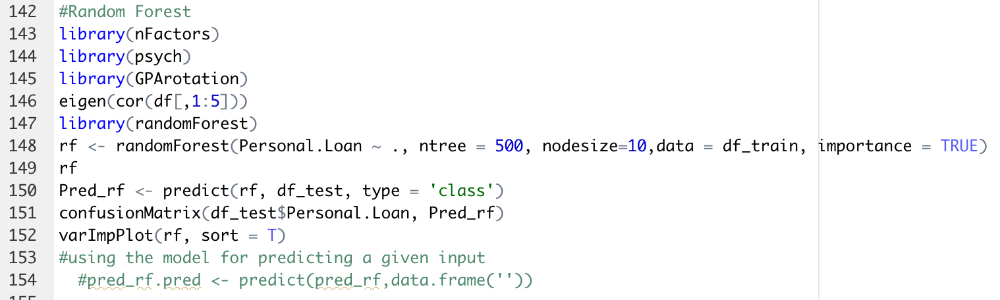 142 #Random Forest
143 library(nFactors)
144 library(psych)
145 library(GPArotation)
146 eigen(cor(df[,1:5]))
147 library(randomForest)
148 rf <- randomForest(Personal.Loan ~ ., ntree = 500, nodesize=10,data = df_train, importance = TRUE)
149 rf
150 Pred_rf <- predict(rf, df_test, type = 'class')
151 confusionMatrix(df_test$Personal.Loan, Pred_rf)
152 varImpPlot(rf, sort = T)
153 #using the model for predicting a given input
154   #pred_rf.pred <- predict(pred_rf,data.frame(''))